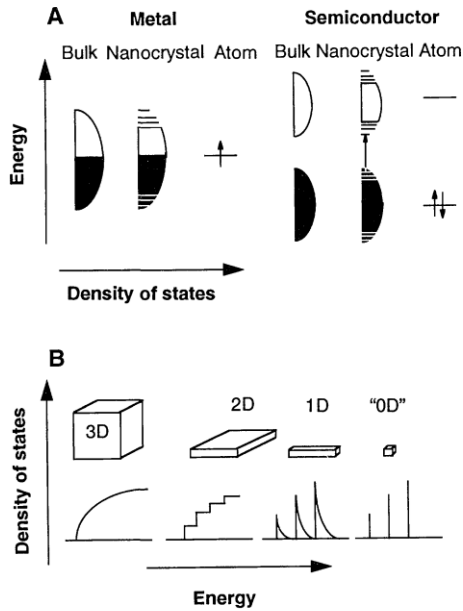 A
Metal
Semiconductor
Bulk Nanocrystal Atom
Bulk Nanocrystal Atom
Energy
Density of states
B
3D
2D
1D
“0D”
Density of states
Energy